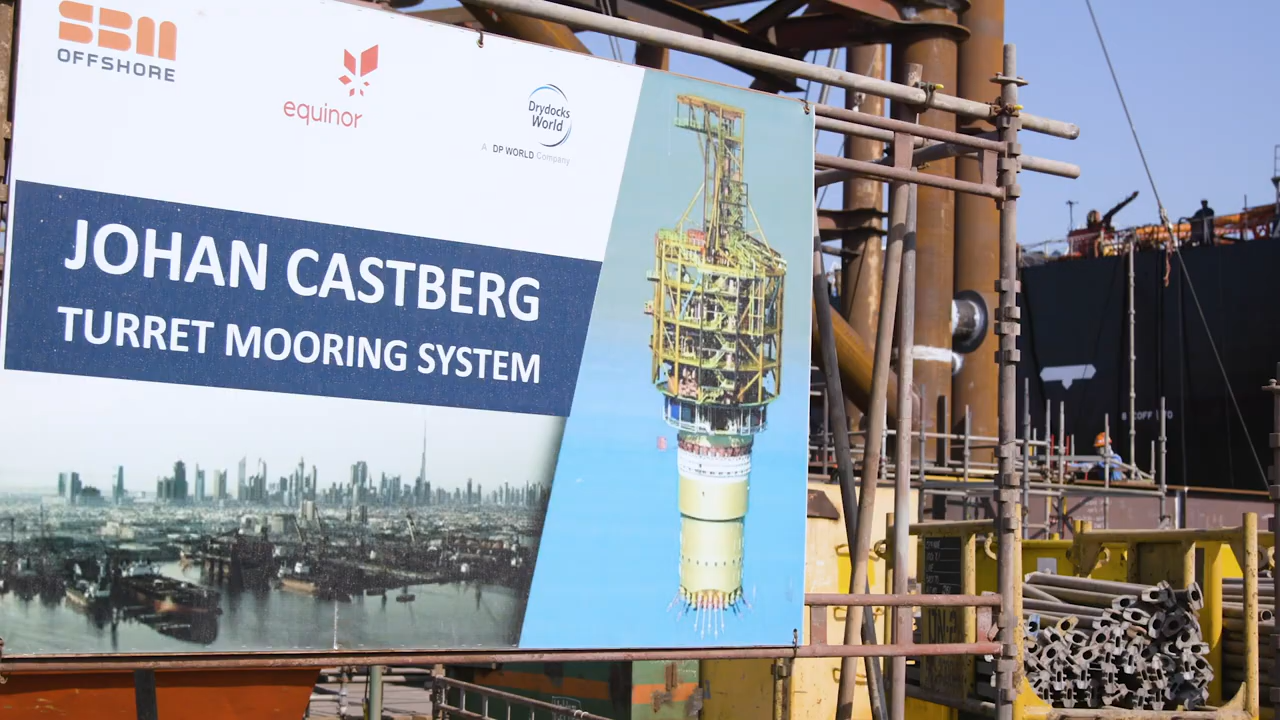 SBM
OFFSHORE
equinor
Drydocks
World
A DP WORLD Company
JOHAN CASTBERG
TURRET MOORING SYSTEM